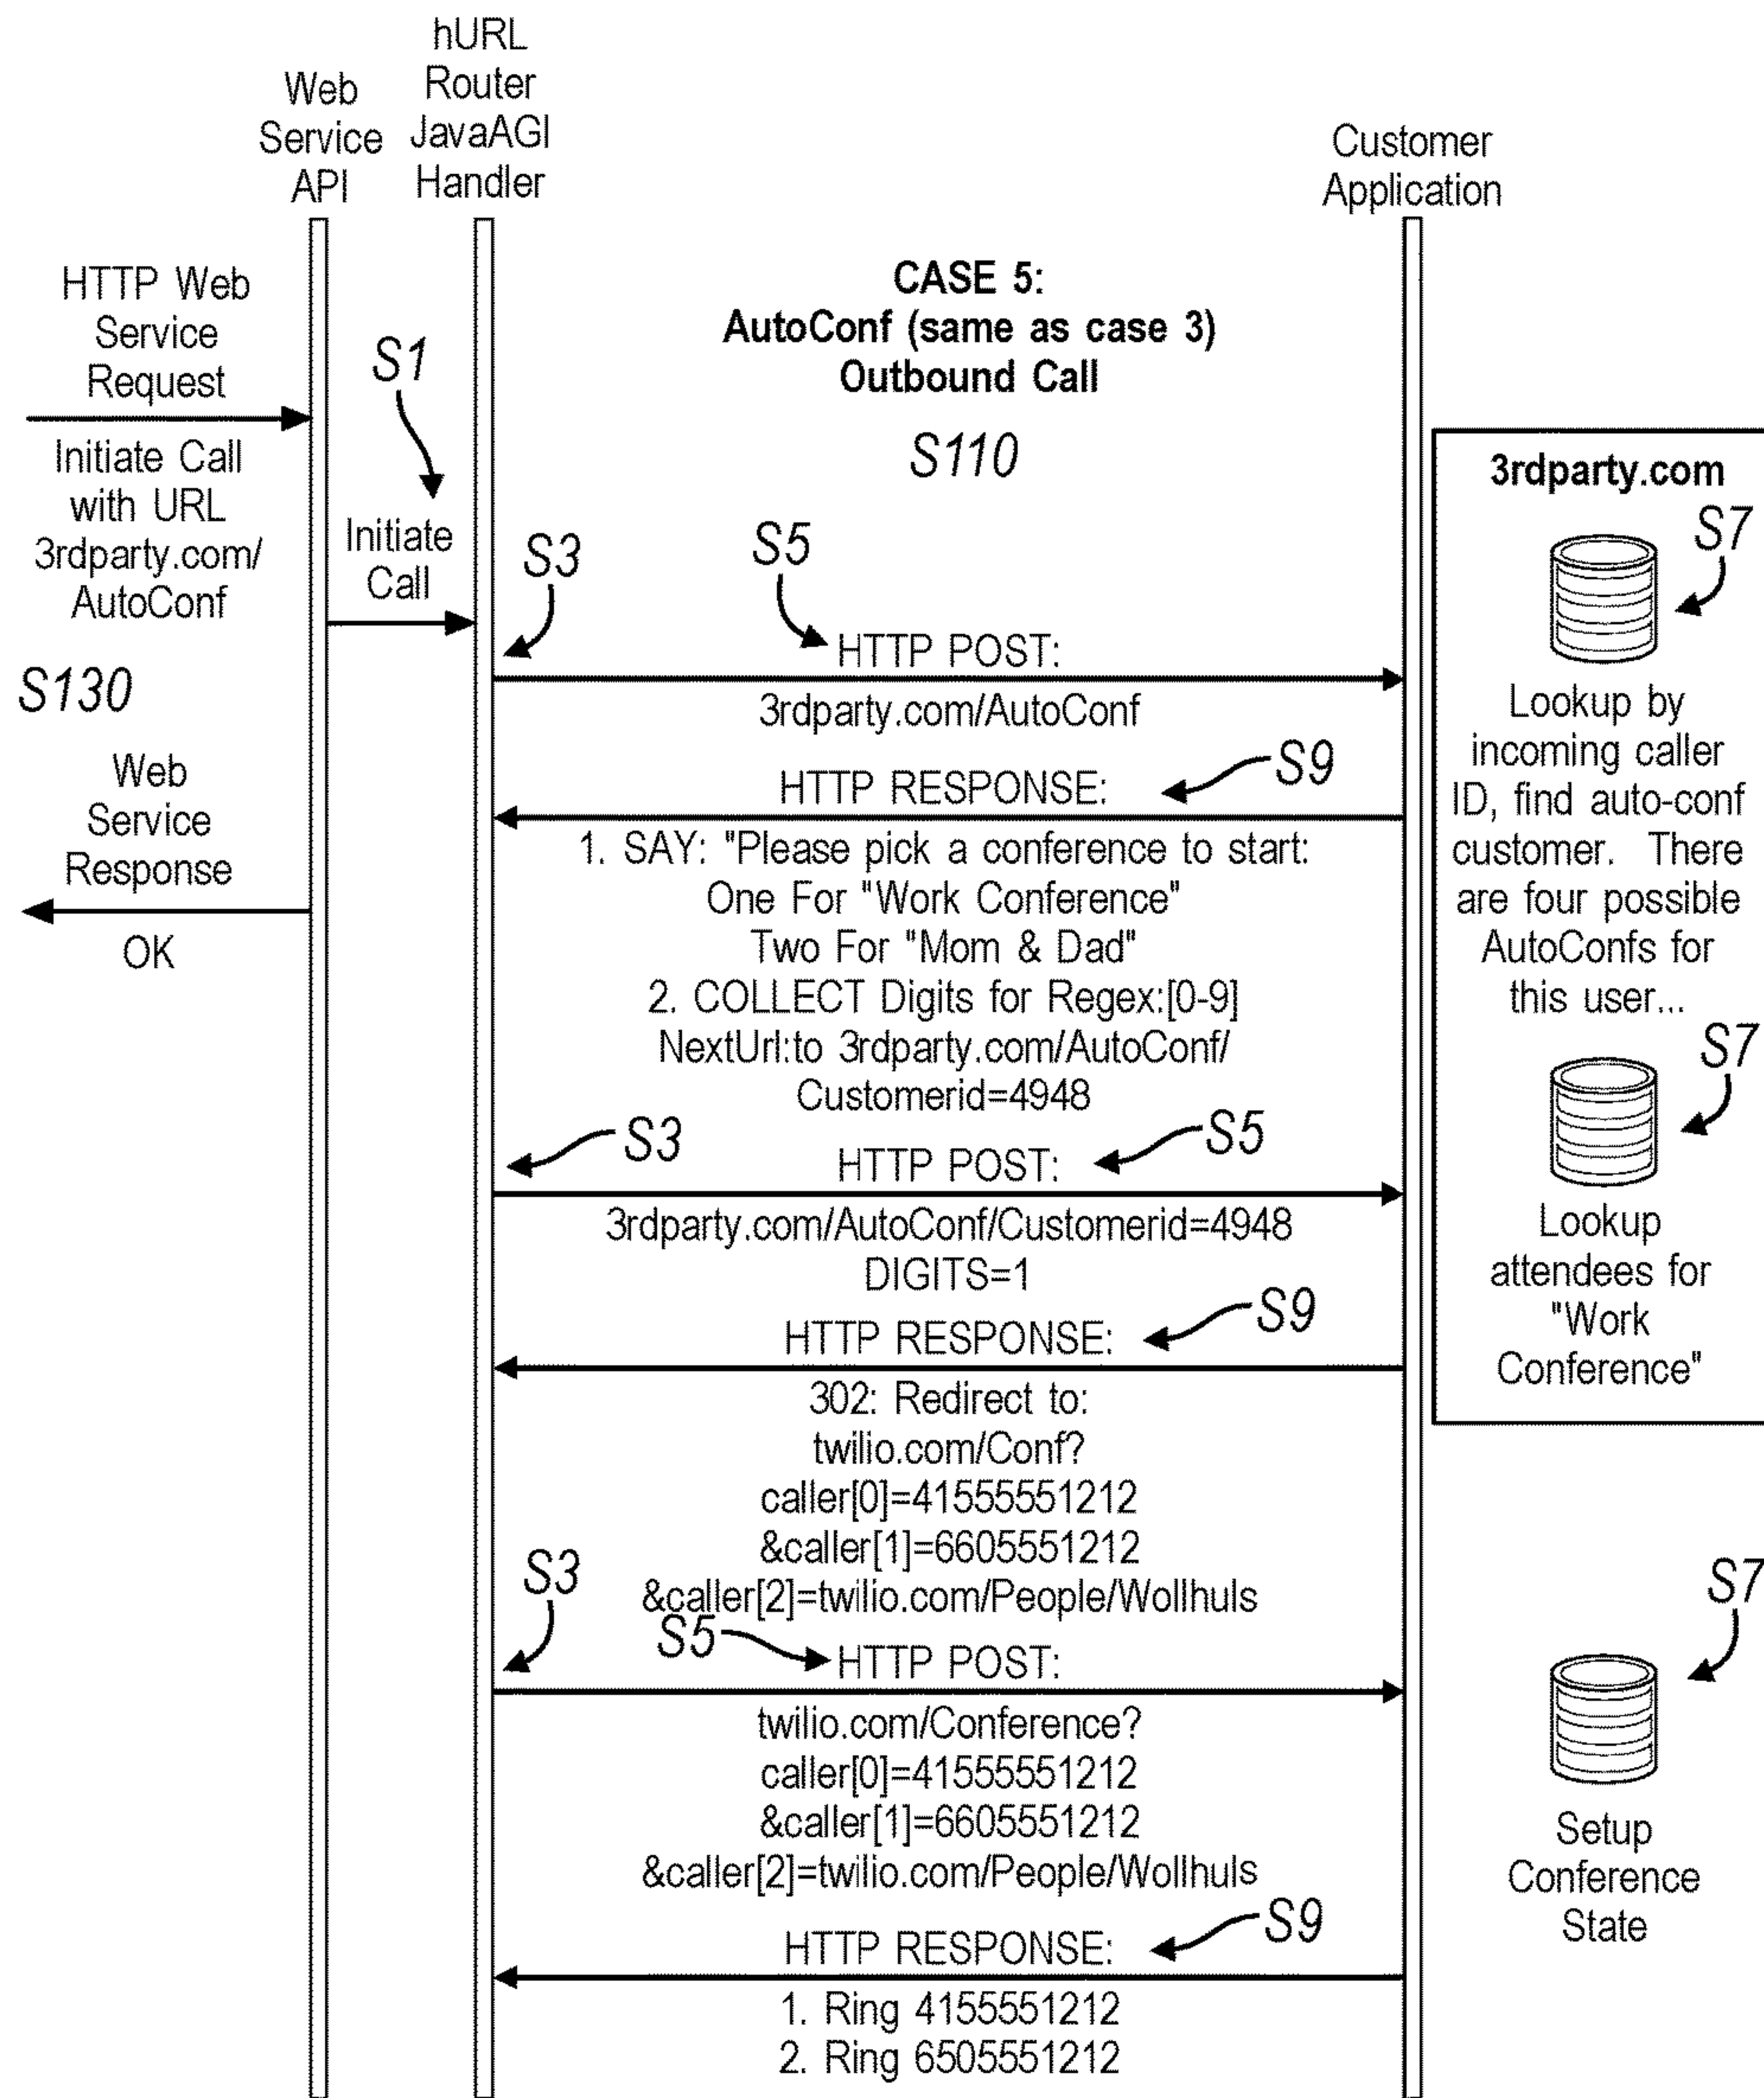 hURL
Router
JavaAGI
Handler
Web
Service
API
Customer
Application
HTTP Web
Service
Request
Initiate Call
with URL
3rdparty.com/
AutoConf
S130
Web
Service
Response
OK
S1
Initiate
Call
CASE 5:
AutoConf (same as case 3)
Outbound Call
S110
S3
S5
HTTP POST:
3rdparty.com/AutoConf
HTTP RESPONSE:
S9
1. SAY: "Please pick a conference to start:
One For "Work Conference"
Two For "Mom & Dad"
2. COLLECT Digits for Regex:[0-9]
NextUrl:to 3rdparty.com/AutoConf/
Customerid=4948
S3
HTTP POST:
S5
3rdparty.com/AutoConf/Customerid=4948
DIGITS=1
HTTP RESPONSE:
S9
302: Redirect to:
twilio.com/Conf?
caller[0]=41555551212
&caller[1]=6605551212
&caller[2]=twilio.com/People/Wollhuls
S3
S5
HTTP POST:
twilio.com/Conference?
caller[0]=41555551212
&caller[1]=6605551212
&caller[2]=twilio.com/People/Wollhuls
HTTP RESPONSE:
S9
1. Ring 4155551212
2. Ring 6505551212
3rdparty.com
S7
Lookup by
incoming caller
ID, find auto-conf
customer. There
are four possible
AutoConfs for
this user...
S7
Lookup
attendees for
"Work
Conference"
S7
Setup
Conference
State